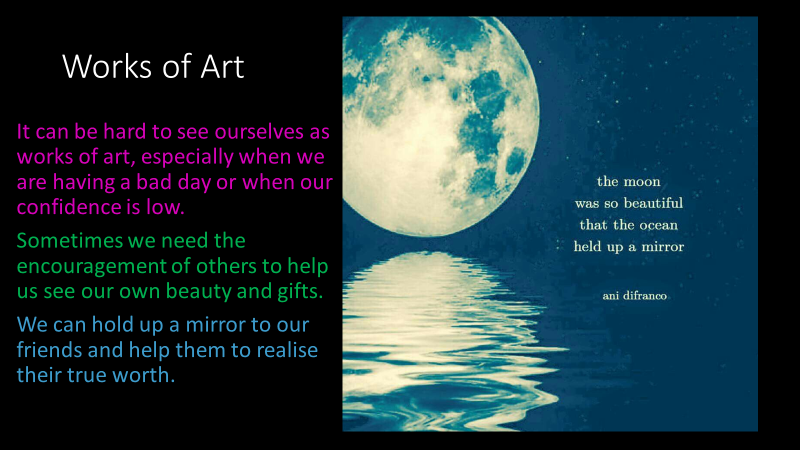 Works of Art
It can be hard to see ourselves as
works of art, especially when we
are having a bad day or when our
confidence is low.
Sometimes we need the
encouragement of others to help
us see our own beauty and gifts.
We can hold up a mirror to our
friends and help them to realise
their true worth.
the moon
was so beautiful
that the ocean
held up a mirror
ani difranco